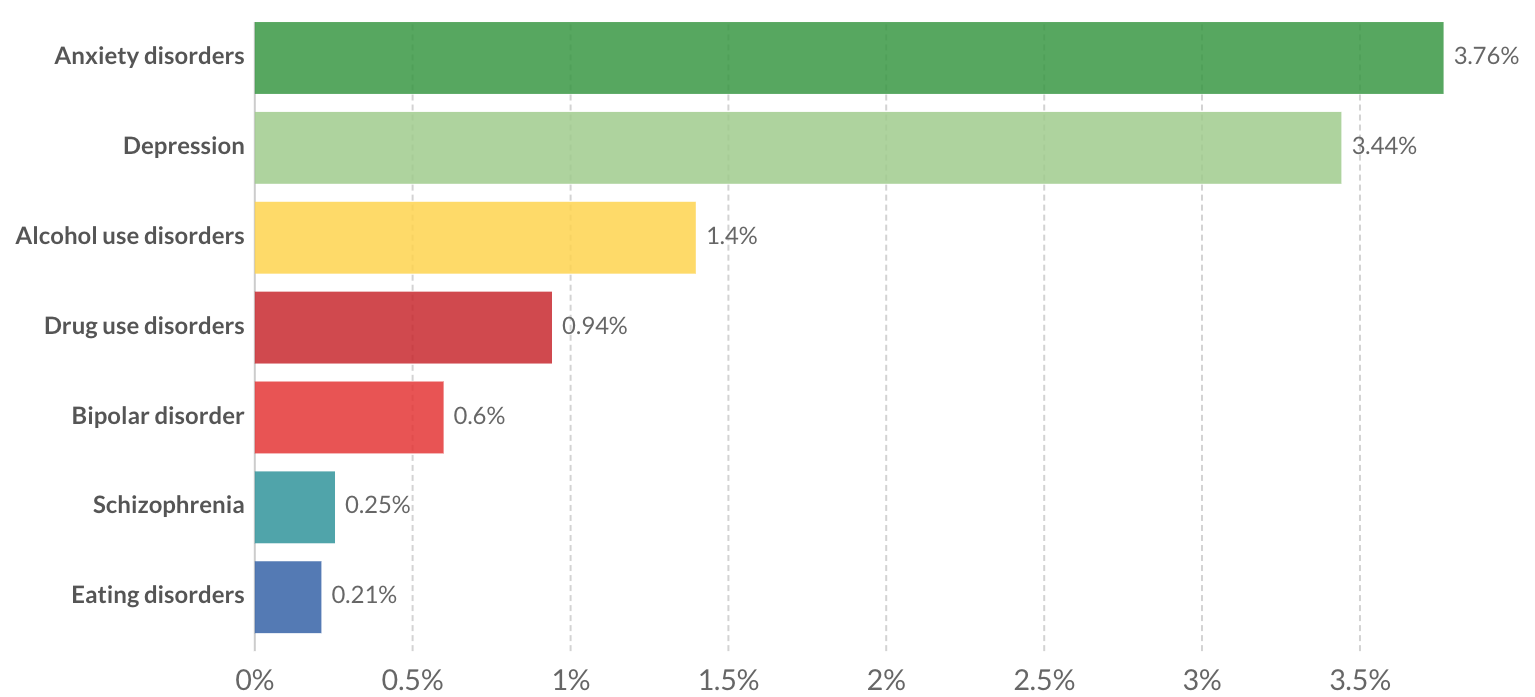 Anxiety disorders 3.76%
Depression 3.44%
Alcohol use disorders 1.4%
Drug use disorders 0.94%
Bipolar disorder 0.6%
Schizophrenia 0.25%
Eating disorders 0.21%
0% 0.5% 1% 1.5% 2% 2.5% 3% 3.5%